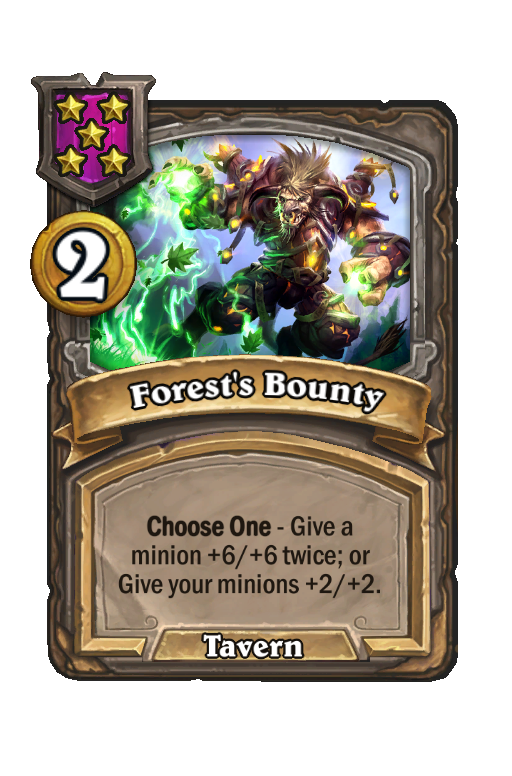 2
Forest's Bounty
Choose One - Give a
minion +6/+6 twice; or
Give your minions +2/+2.
Tavern